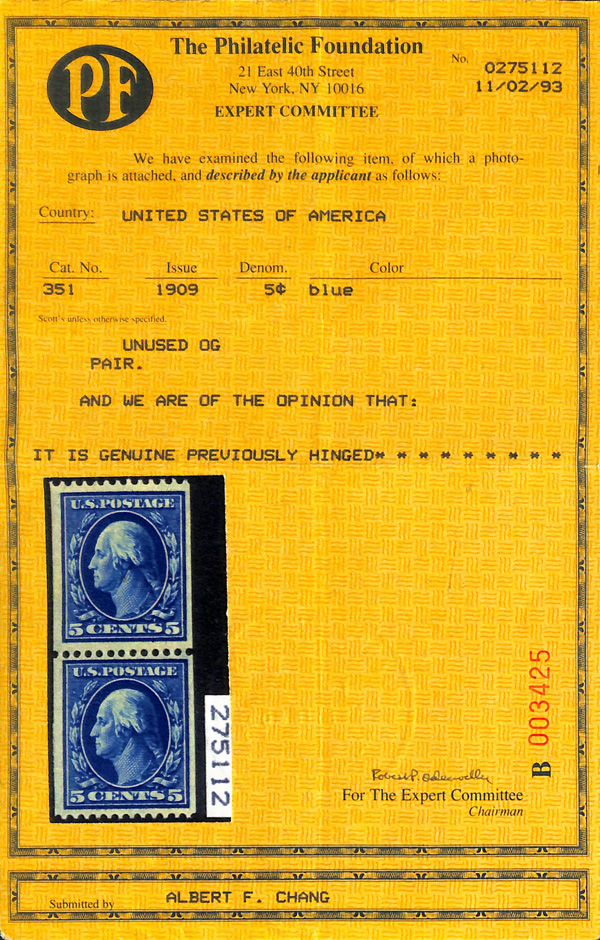 PF
The Philatelic Foundation
21 East 40th Street
New York, NY 10016
EXPERT COMMITTEE
No. 0275112
11/02/93
We have examined the following item, of which a photo-
graph is attached, and described by the applicant as follows:
Country: UNITED STATES OF AMERICA
Cat. No. Issue Denom. Color
351 1909 5¢ blue
Scott's unless otherwise specified.
UNUSED OG
PAIR.
AND WE ARE OF THE OPINION THAT:
IT IS GENUINE PREVIOUSLY HINGED* * * * * * * * * *
U.S. POSTAGE
5 CENTS 5
U.S. POSTAGE
5 CENTS 5
275112
B 003425
For The Expert Committee
Chairman
Submitted by ALBERT F. CHANG